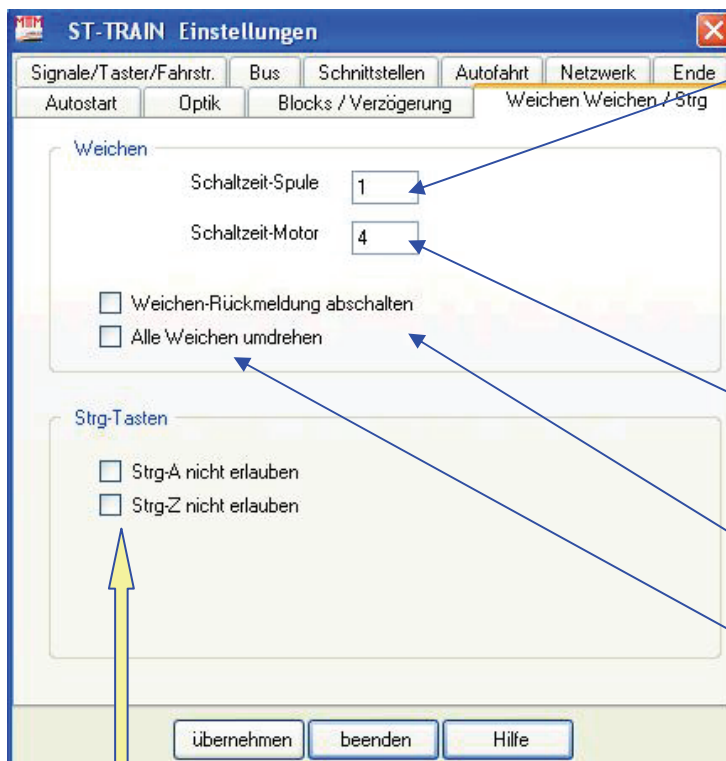 MEM ST-TRAIN Einstellungen
Signale/Taster/Fahrstr. Bus Schnittstellen Autofahrt Netzwerk Ende
Autostart Optik Blocks / Verzögerung Weichen Weichen / Strg
Weichen
Schaltzeit-Spule 1
Schaltzeit-Motor 4
Weichen-Rückmeldung abschalten
Alle Weichen umdrehen
Strg-Tasten
Strg-A nicht erlauben
Strg-Z nicht erlauben
übernehmen beenden Hilfe